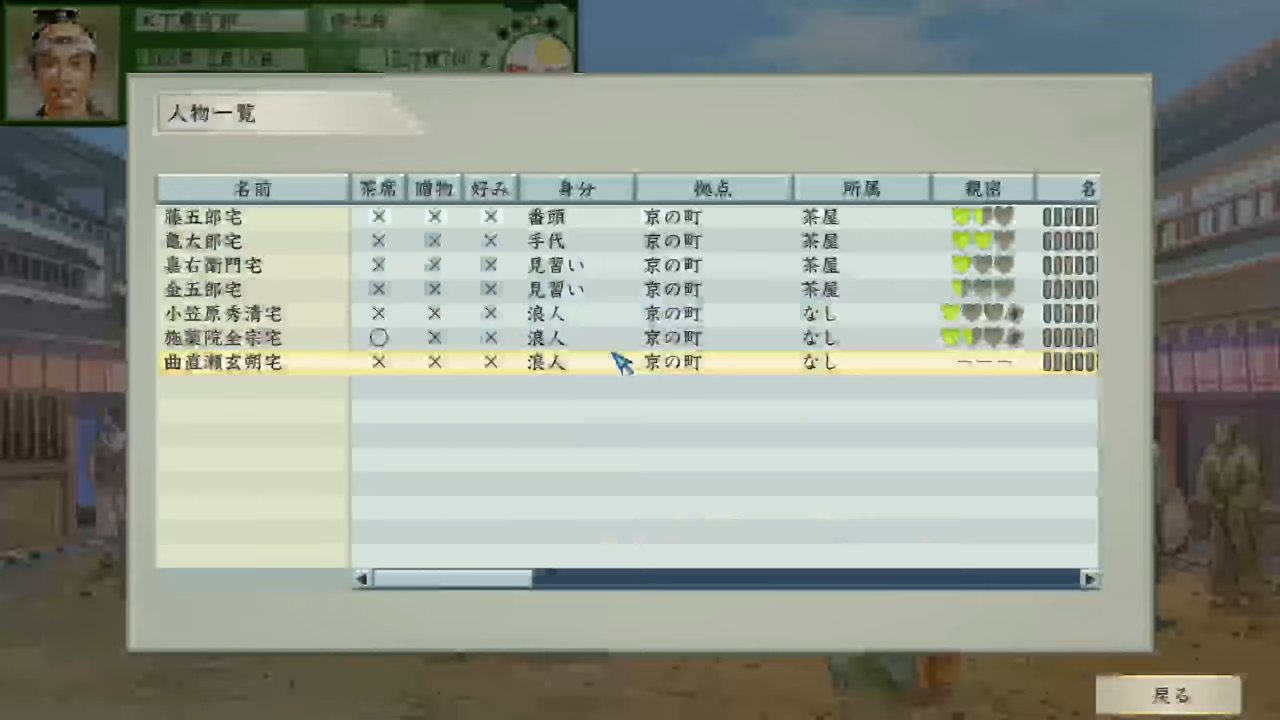 人物一覧
名前 茶席 贈物 好み 身分 拠点 所属 親密 名
藤五郎宅 × × × 番頭 京の町 茶屋
亀太郎宅 × × × 手代 京の町 茶屋
嘉右衛門宅 × × × 見習い 京の町 茶屋
金五郎宅 × × × 見習い 京の町 茶屋
小笠原秀清宅 × × × 浪人 京の町 なし
施薬院全宗宅 ○ × × 浪人 京の町 なし
曲直瀬玄朔宅 × × × 浪人 京の町 なし ーーー
戻る